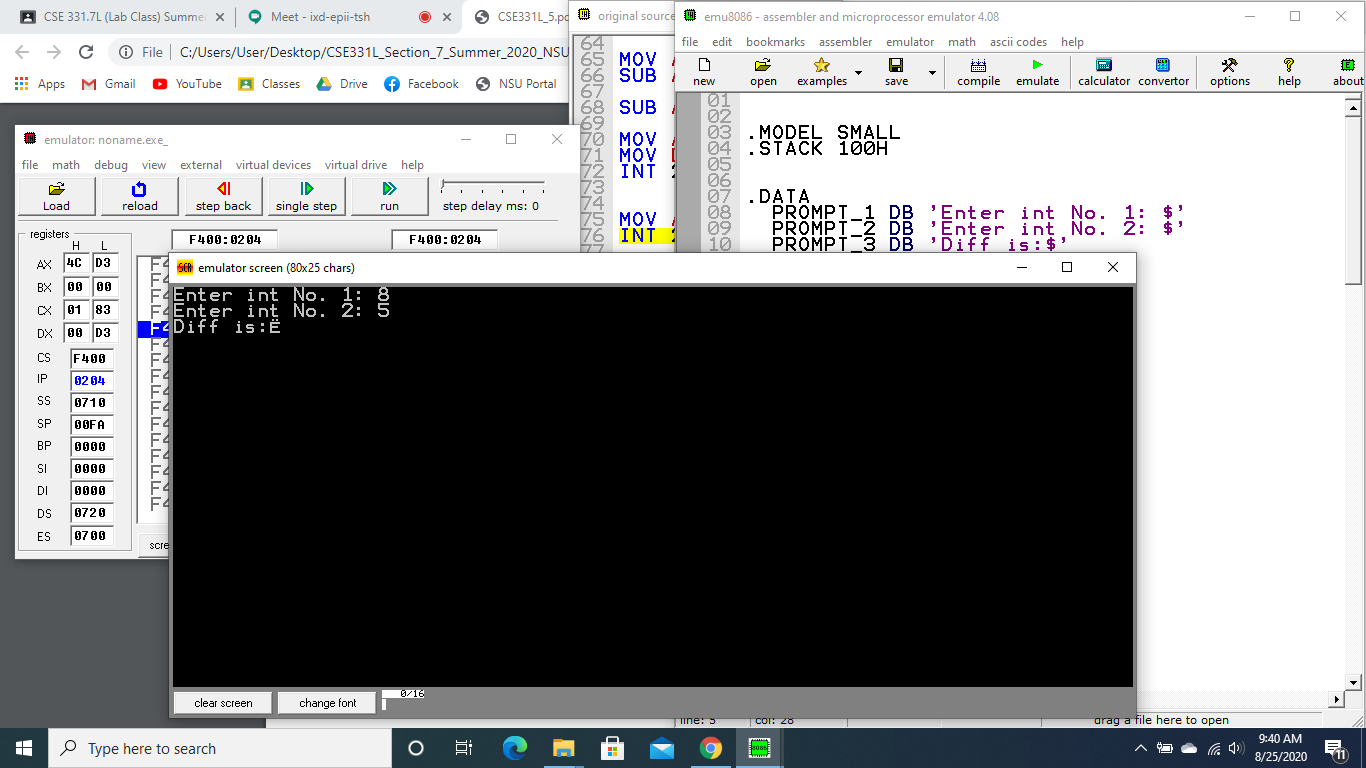 CSE 331.7L (Lab Class) Summer
Meet - ixd-epii-tsh
CSE331L_5.pd
File
C:/Users/User/Desktop/CSE331L_Section_7_Summer_2020_NSU
Apps
Gmail
YouTube
Classes
Drive
Facebook
NSU Portal
original source
64
65 MOV
66 SUB
67
68 SUB
69
70 MOV
71 MOV
72 INT
73
74
75 MOV
76 INT
77
emu8086 - assembler and microprocessor emulator 4.08
file edit bookmarks assembler emulator math ascii codes help
new open examples save compile emulate calculator convertor options help about
01
02
03 .MODEL SMALL
04 .STACK 100H
05
06
07 .DATA
08 PROMPT_1 DB 'Enter int No. 1: $'
09 PROMPT_2 DB 'Enter int No. 2: $'
10 PROMPT_3 DB 'Diff is:$'
emulator: noname.exe_
file math debug view external virtual devices virtual drive help
Load reload step back single step run step delay ms: 0
registers
F400:0204
F400:0204
H L
AX 4C D3
BX 00 00
CX 01 83
DX 00 D3
CS F400
IP 0204
SS 0710
SP 00FA
BP 0000
SI 0000
DI 0000
DS 0720
ES 0700
emulator screen (80x25 chars)
Enter int No. 1: 8
Enter int No. 2: 5
Diff is:Ë
clear screen
change font
0/16
line: 5
col: 28
drag a file here to open
Type here to search
8086
9:40 AM
8/25/2020
11